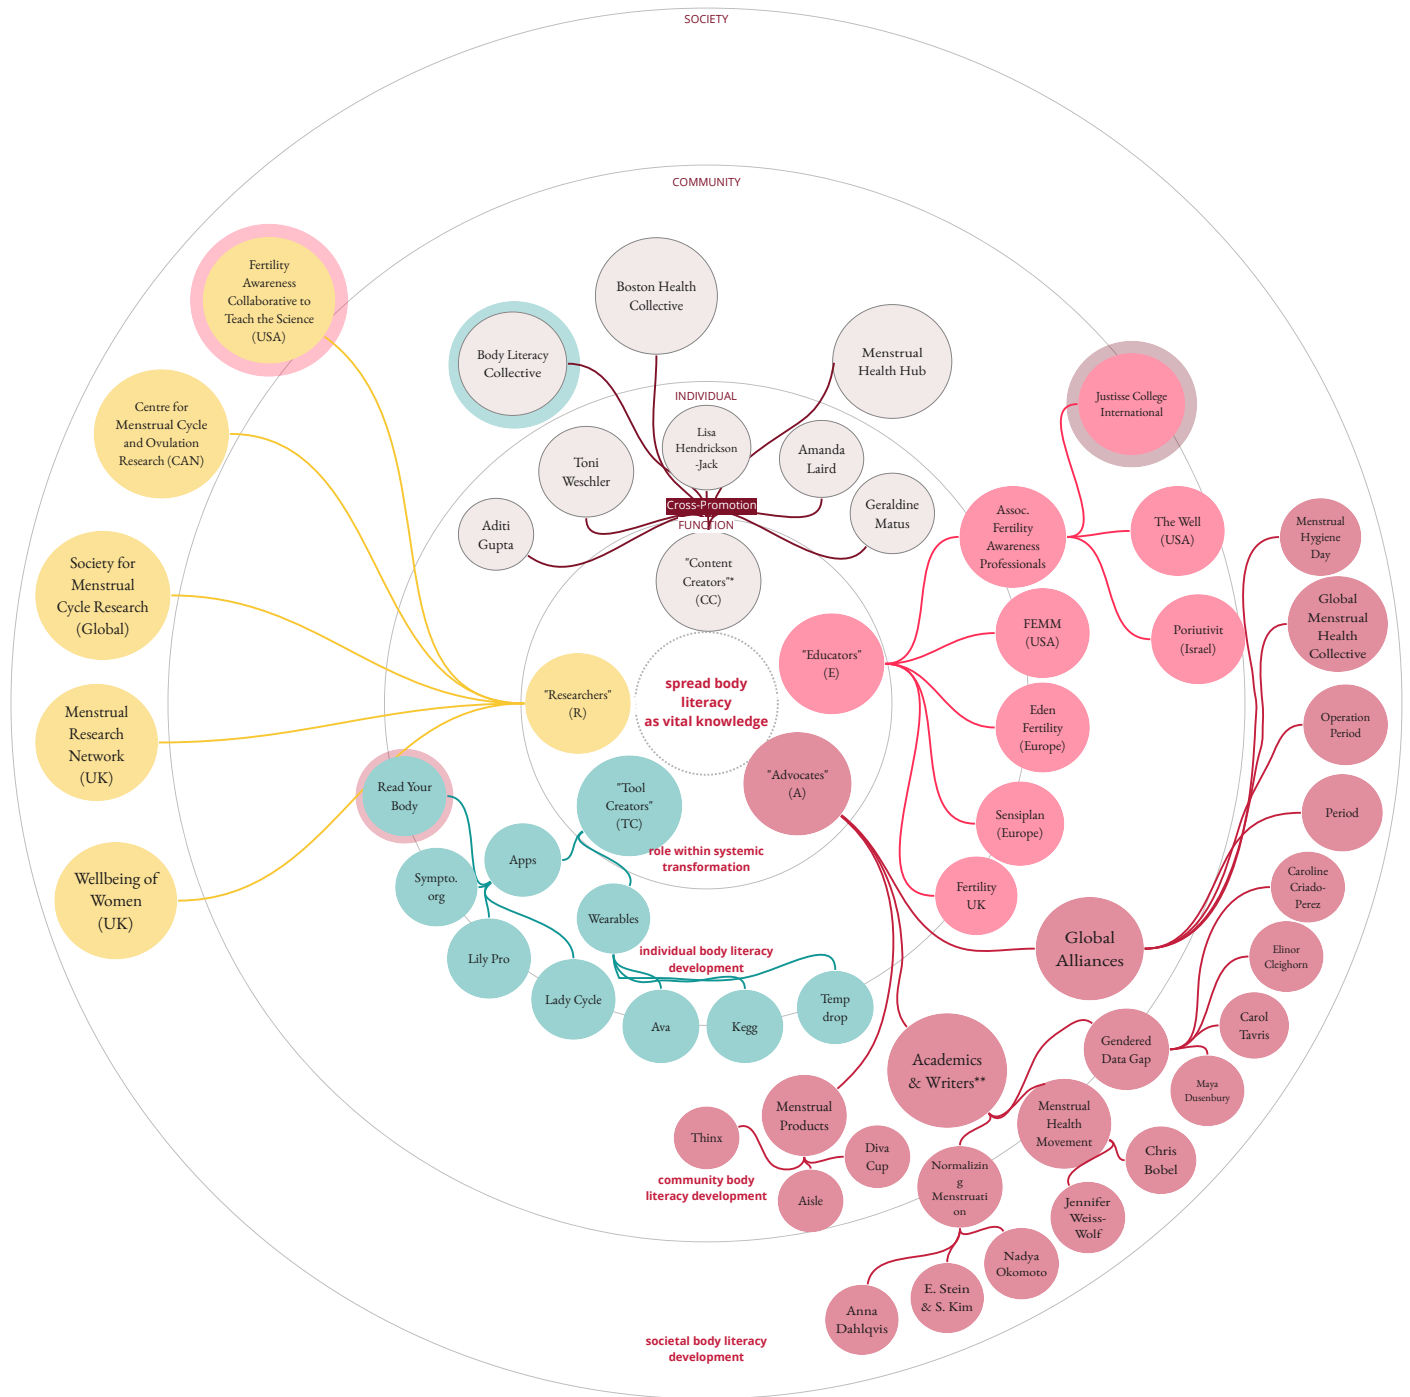 SOCIETY
COMMUNITY
Fertility
Awareness
Collaborative to
Teach the Science
(USA)
Boston Health
Collective
Body Literacy
Collective
Menstrual
Health Hub
Justisse College
International
INDIVIDUAL
Centre for
Menstrual Cycle
and Ovulation
Research (CAN)
Lisa
Hendrickson
-Jack
Toni
Weschler
Amanda
Laird
Aditi
Gupta
Geraldine
Matus
Cross-Promotion
FUNCTION
"Content
Creators"*
(CC)
Assoc.
Fertility
Awareness
Professionals
The Well
(USA)
Menstrual
Hygiene
Day
Society for
Menstrual
Cycle Research
(Global)
FEMM
(USA)
Poriutivit
(Israel)
Global
Menstrual
Health
Collective
"Educators"
(E)
"Researchers"
(R)
spread body
literacy
as vital knowledge
Eden
Fertility
(Europe)
Operation
Period
Menstrual
Research
Network
(UK)
Read Your
Body
"Tool
Creators"
(TC)
"Advocates"
(A)
Sensiplan
(Europe)
Period
role within systemic
transformation
Apps
Sympto.
org
Wearables
Fertility
UK
Caroline
Criado-
Perez
Wellbeing of
Women
(UK)
Lily Pro
individual body literacy
development
Global
Alliances
Elinor
Cleighorn
Lady Cycle
Ava
Kegg
Temp
drop
Carol
Tavris
Gendered
Data Gap
Academics
& Writers**
Maya
Dusenbury
Menstrual
Products
Menstrual
Health
Movement
Thinx
Diva
Cup
Chris
Bobel
community body
literacy development
Aisle
Normalizin
g
Menstruati
on
Jennifer
Weiss-
Wolf
Nadya
Okomoto
E. Stein
& S. Kim
Anna
Dahlqvis
societal body literacy
development